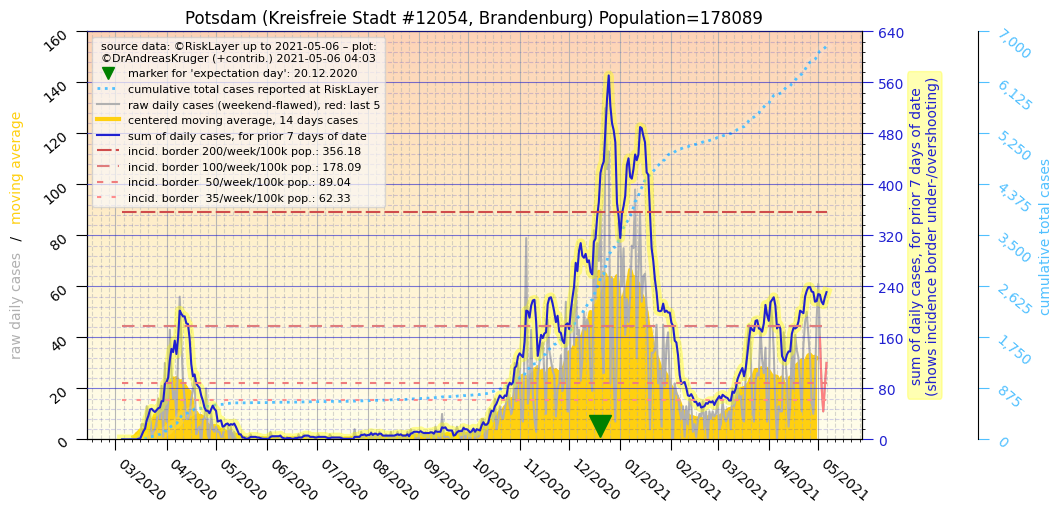 Potsdam (Kreisfreie Stadt #12054, Brandenburg) Population=178089
source data: ©RiskLayer up to 2021-05-06 – plot:
©DrAndreasKruger (+contrib.) 2021-05-06 04:03
marker for 'expectation day': 20.12.2020
cumulative total cases reported at RiskLayer
raw daily cases (weekend-flawed), red: last 5
centered moving average, 14 days cases
sum of daily cases, for prior 7 days of date
incid. border 200/week/100k pop.: 356.18
incid. border 100/week/100k pop.: 178.09
incid. border  50/week/100k pop.: 89.04
incid. border  35/week/100k pop.: 62.33
raw daily cases / moving average
160
140
120
100
80
60
40
20
0
03/2020
04/2020
05/2020
06/2020
07/2020
08/2020
09/2020
10/2020
11/2020
12/2020
01/2021
02/2021
03/2021
04/2021
05/2021
640
560
480
400
320
240
160
80
0
sum of daily cases, for prior 7 days of date
(shows incidence border under-/overshooting)
7,000
6,125
5,250
4,375
3,500
2,625
1,750
875
0
cumulative total cases